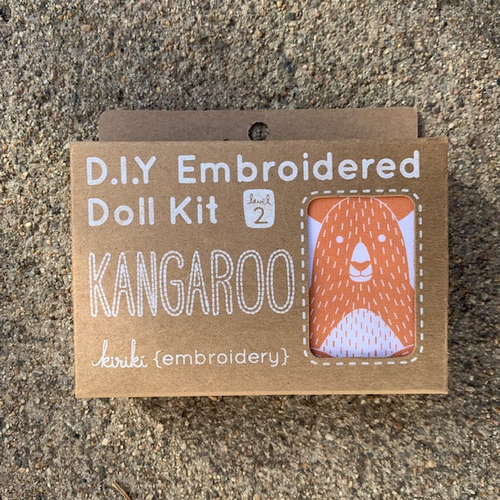 D.I.Y Embroidered
Doll Kit level 2
KANGAROO
kiriki {embroidery}